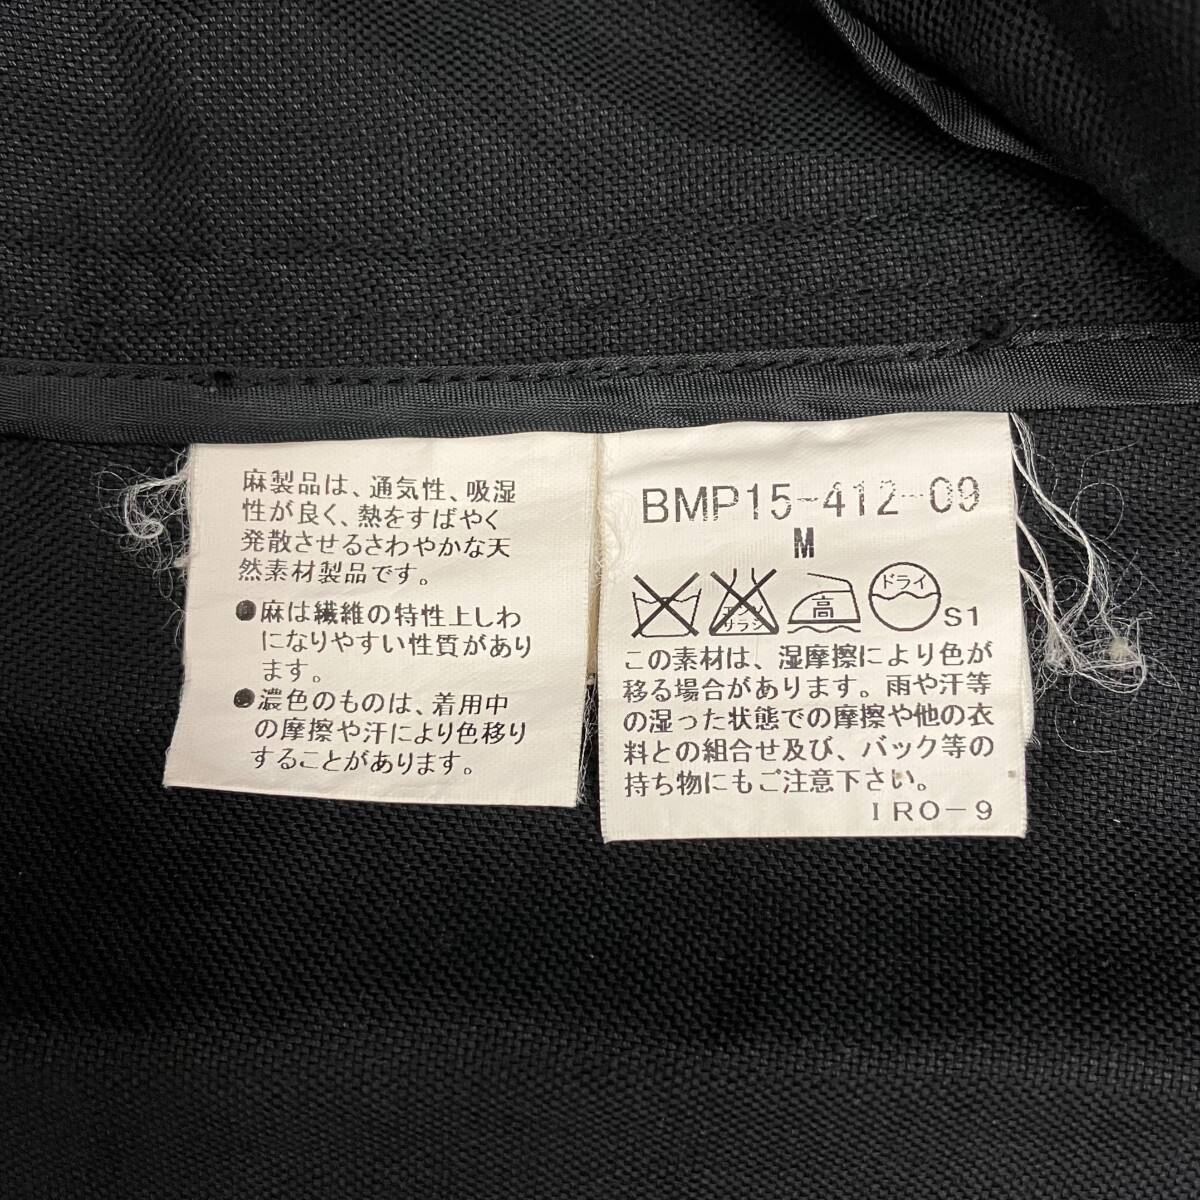 麻製品は、通気性、吸湿
性が良く、熱をすばやく
発散させるさわやかな天
然素材製品です。
●麻は繊維の特性上しわ
になりやすい性質があり
ます。
●濃色のものは、着用中
の摩擦や汗により色移り
することがあります。
BMP15-412-09
M
エンソ
サラシ
高
ドライ
S1
この素材は、湿摩擦により色が
移る場合があります。雨や汗等
の湿った状態での摩擦や他の衣
料との組合せ及び、バック等の
持ち物にもご注意下さい。
IRO-9